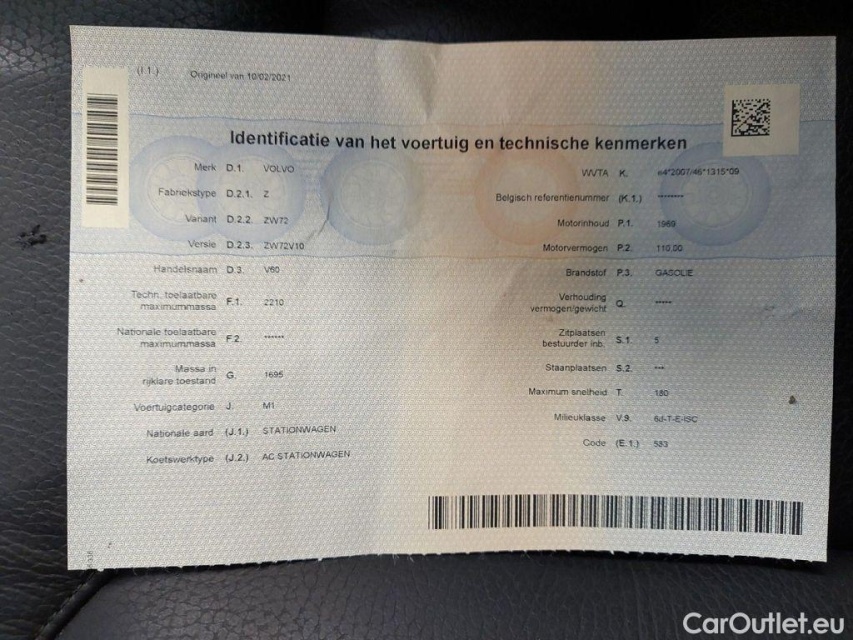 (I.1.) Origineel van 10/02/2021
Identificatie van het voertuig en technische kenmerken
Merk D.1. VOLVO
Fabriekstype D.2.1. Z
Variant D.2.2. ZW72
Versie D.2.3. ZW72V10
Handelsnaam D.3. V60
Techn. toelaatbare
maximummassa F.1. 2210
Nationale toelaatbare
maximummassa F.2. ******
Massa in
rijklare toestand G. 1695
Voertuigcategorie J. M1
Nationale aard (J.1.) STATIONWAGEN
Koetswerktype (J.2.) AC STATIONWAGEN
WVTA K. e4*2007/46*1315*09
Belgisch referentienummer (K.1.) ********
Motorinhoud P.1. 1969
Motorvermogen P.2. 110,00
Brandstof P.3. GASOLIE
Verhouding
vermogen/gewicht Q. *****
Zitplaatsen
bestuurder inb. S.1. 5
Staanplaatsen S.2. ***
Maximum snelheid T. 180
Milieuklasse V.9. 6d-T-E-ISC
Code (E.1.) 553
CarOutlet.eu